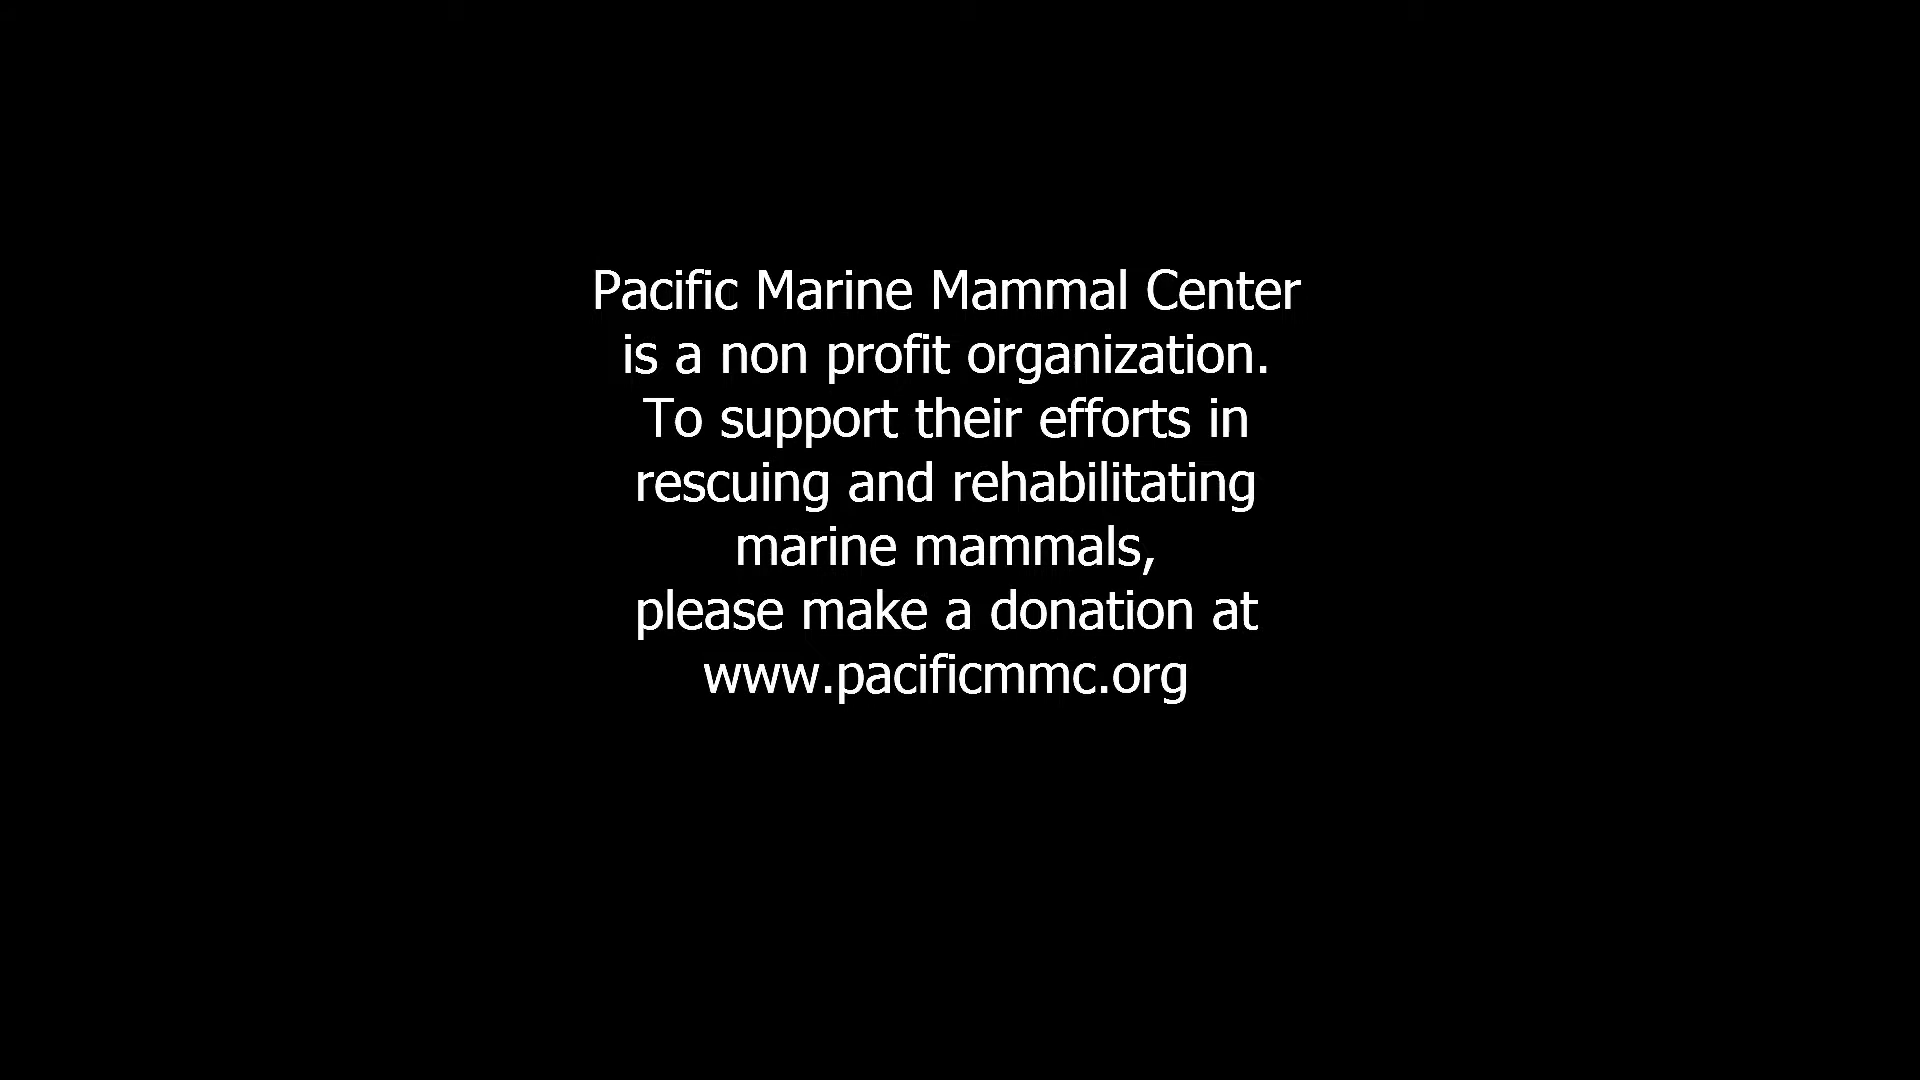 Pacific Marine Mammal Center
is a non profit organization.
To support their efforts in
rescuing and rehabilitating
marine mammals,
please make a donation at
www.pacificmmc.org